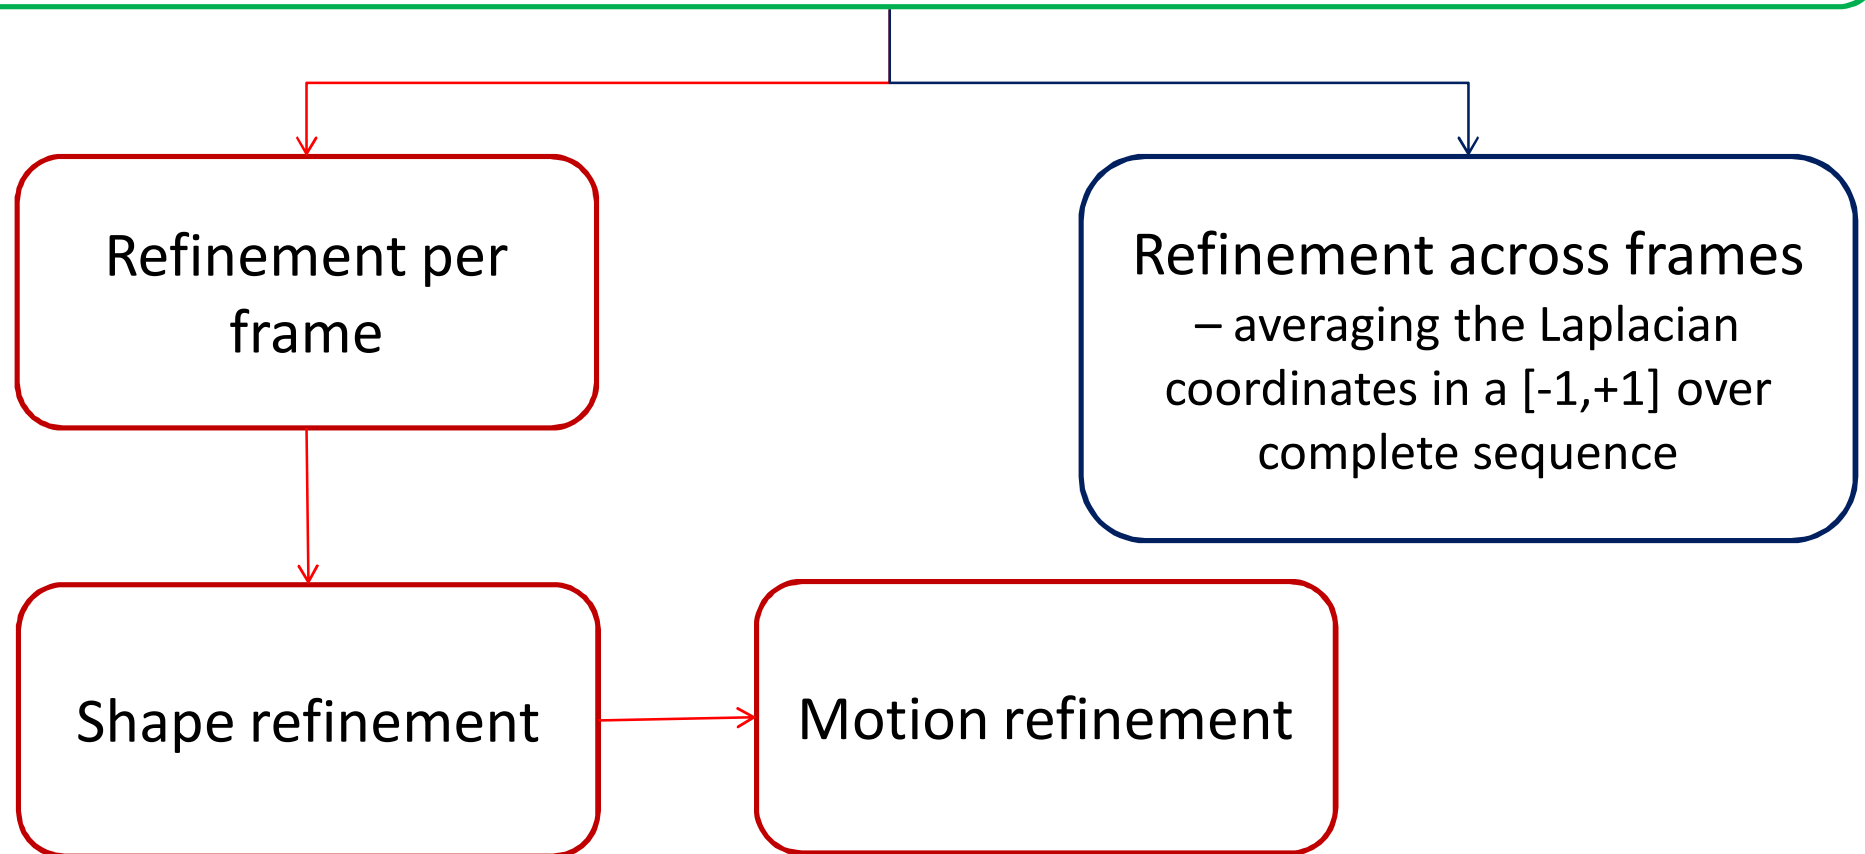 Refinement per
frame
Refinement across frames
– averaging the Laplacian
coordinates in a [-1,+1] over
complete sequence
Shape refinement
Motion refinement